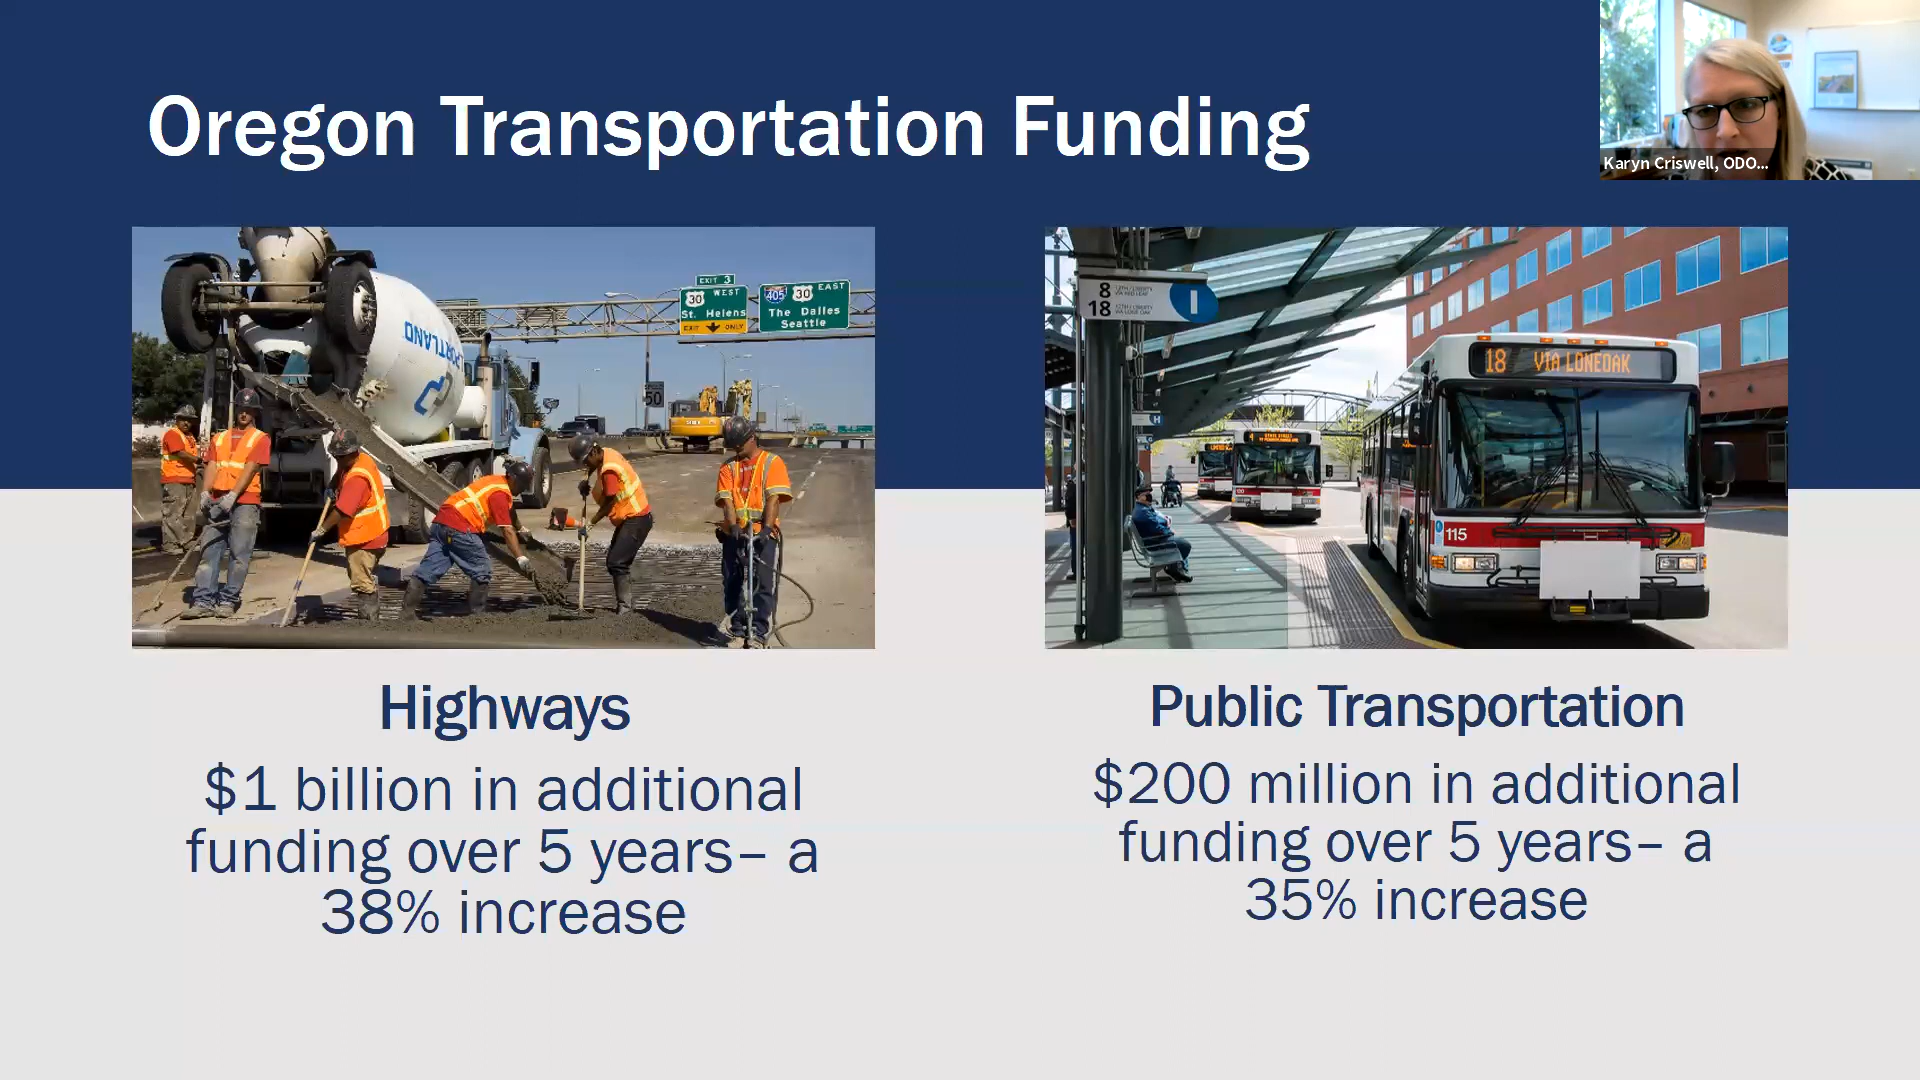 Oregon Transportation Funding
Karyn Criswell, ODO...
EXIT 3
30 WEST
St. Helens
EXIT ONLY
405 30 EAST
The Dalles
Seattle
PORTLAND
50
8
18
I
18 VIA LONEOAK
H
115
Highways
$1 billion in additional
funding over 5 years– a
38% increase
Public Transportation
$200 million in additional
funding over 5 years– a
35% increase